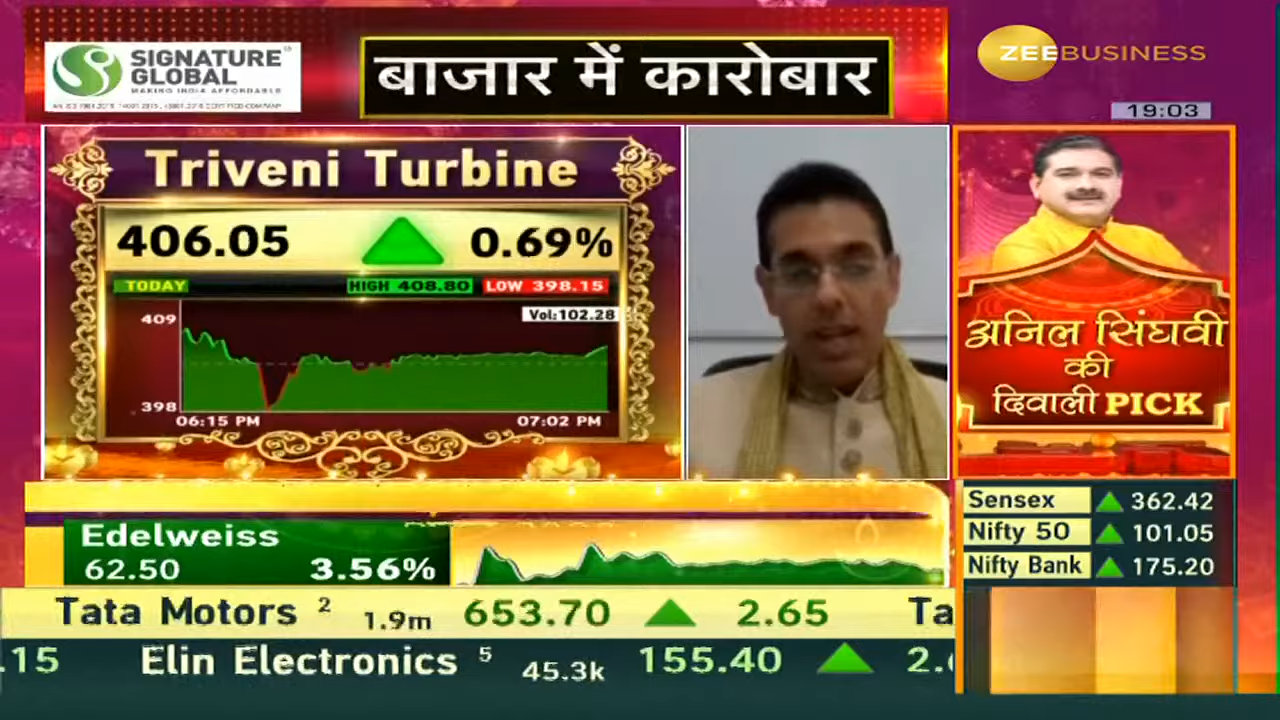 SIGNATURE
GLOBAL
MAKING INDIA AFFORDABLE
बाजार में कारोबार
ZEEBUSINESS
19:03
Triveni Turbine
406.05 0.69%
TODAY HIGH 408.80 LOW 398.15
Vol:102.28
409
398
06:15 PM 07:02 PM
अनिल सिंघवी
की
दिवाली PICK
Sensex 362.42
Nifty 50 101.05
Nifty Bank 175.20
Edelweiss
62.50 3.56%
Tata Motors 2 1.9m 653.70 2.65 Ta
.15 Elin Electronics 5 45.3k 155.40 2.